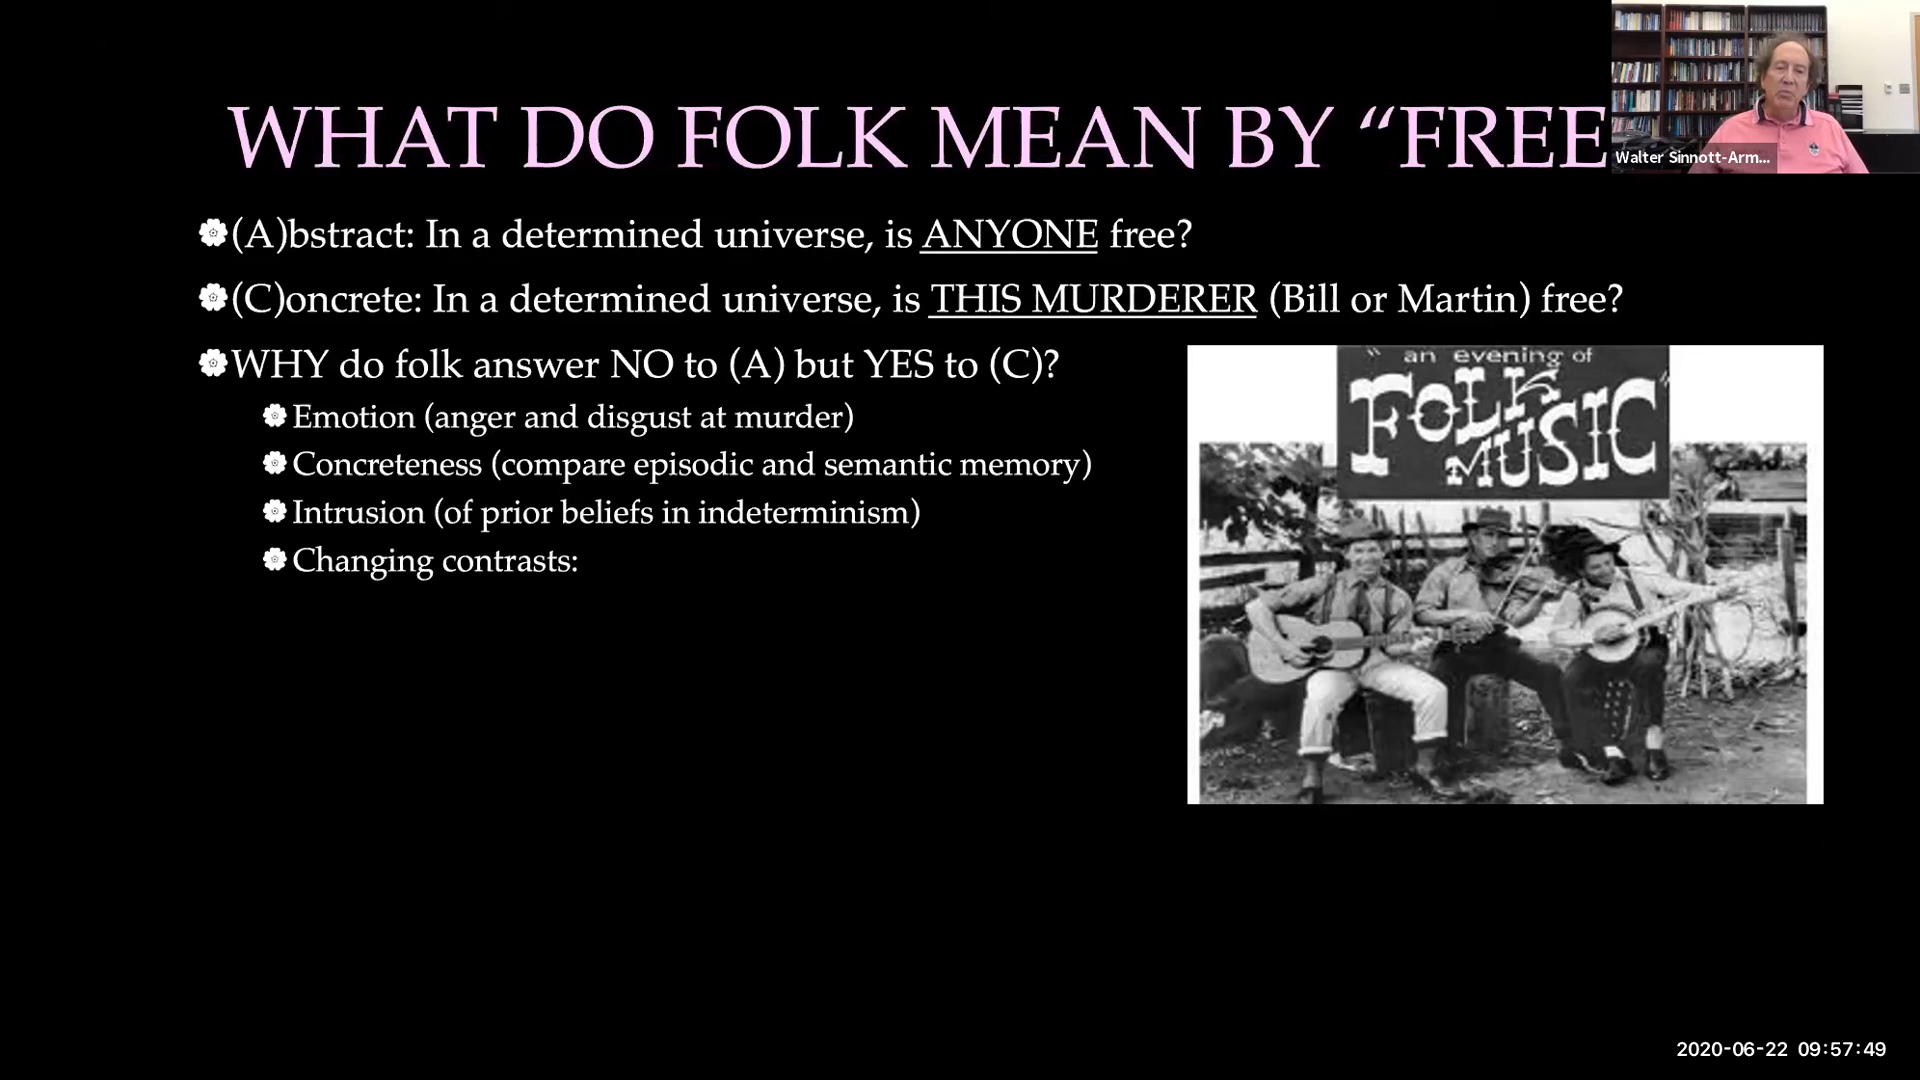 WHAT DO FOLK MEAN BY “FREE
Walter Sinnott-Arm...
(A)bstract: In a determined universe, is ANYONE free?
(C)oncrete: In a determined universe, is THIS MURDERER (Bill or Martin) free?
WHY do folk answer NO to (A) but YES to (C)?
Emotion (anger and disgust at murder)
Concreteness (compare episodic and semantic memory)
Intrusion (of prior beliefs in indeterminism)
Changing contrasts:
" an evening of
FOLK
MUSIC"
2020-06-22 09:57:49